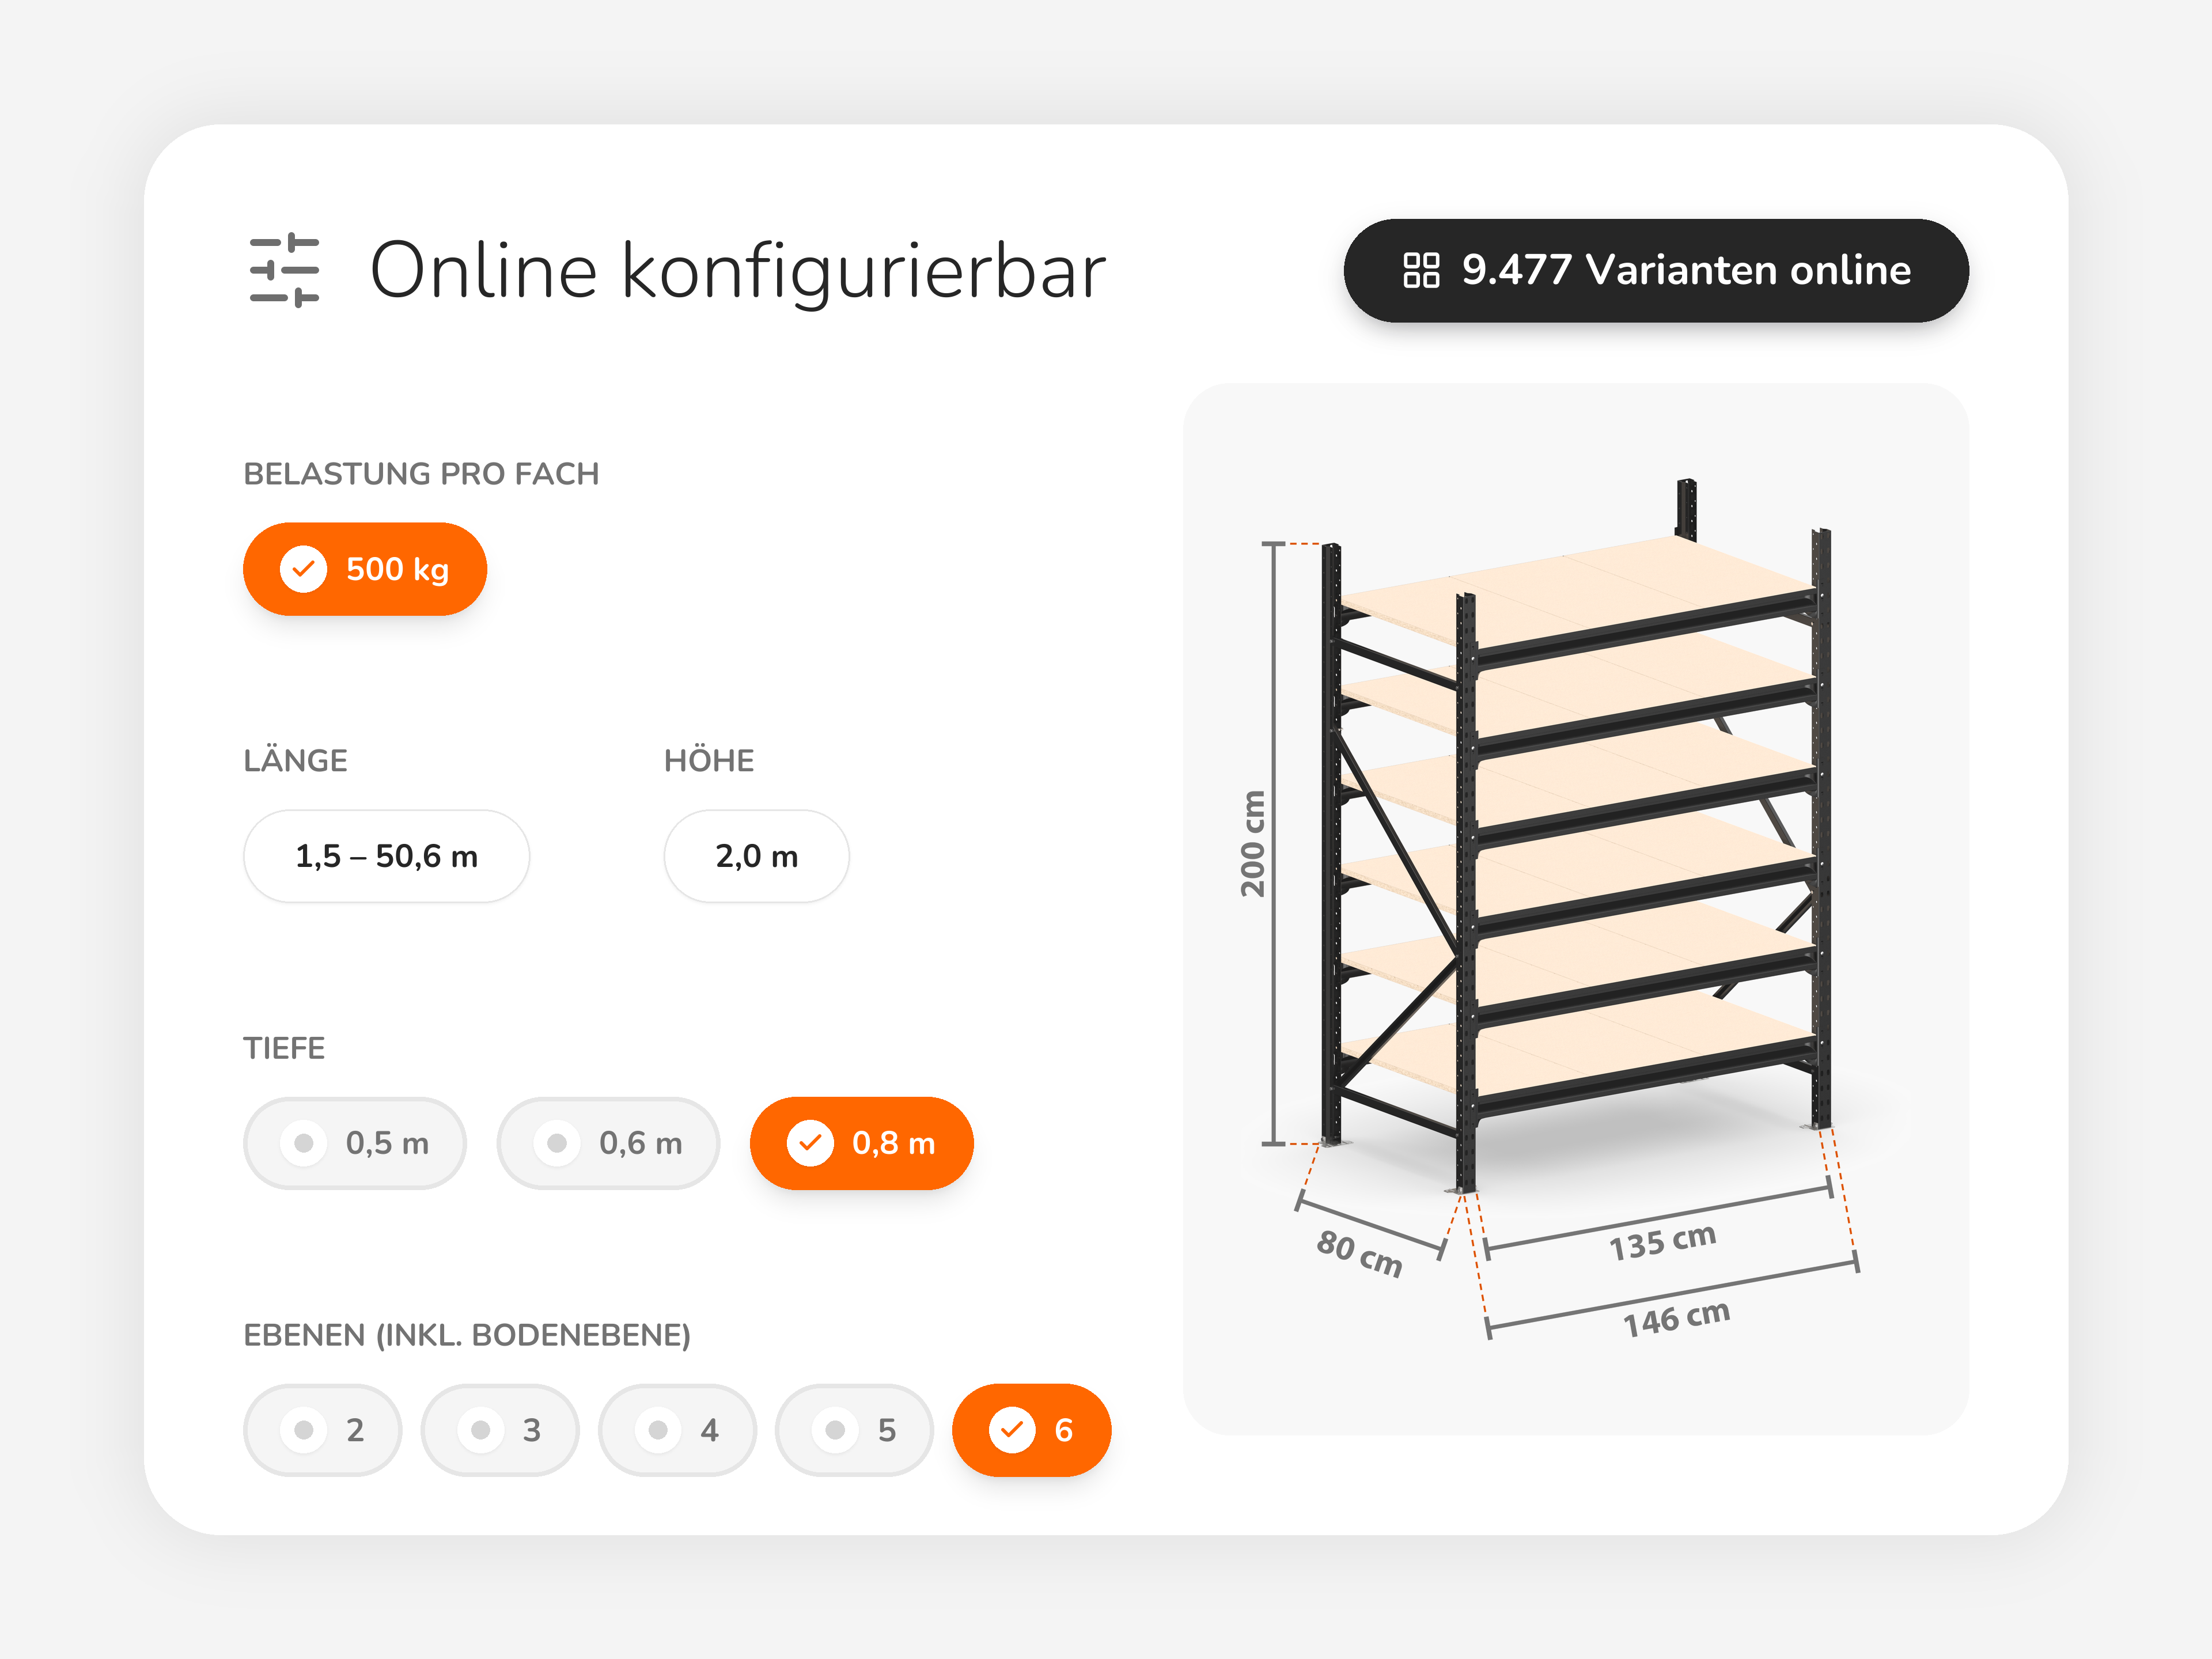 Online konfigurierbar
9.477 Varianten online
BELASTUNG PRO FACH
500 kg
LÄNGE
HÖHE
1,5 – 50,6 m
2,0 m
TIEFE
0,5 m
0,6 m
0,8 m
EBENEN (INKL. BODENEBENE)
2
3
4
5
6
200 cm
80 cm
135 cm
146 cm